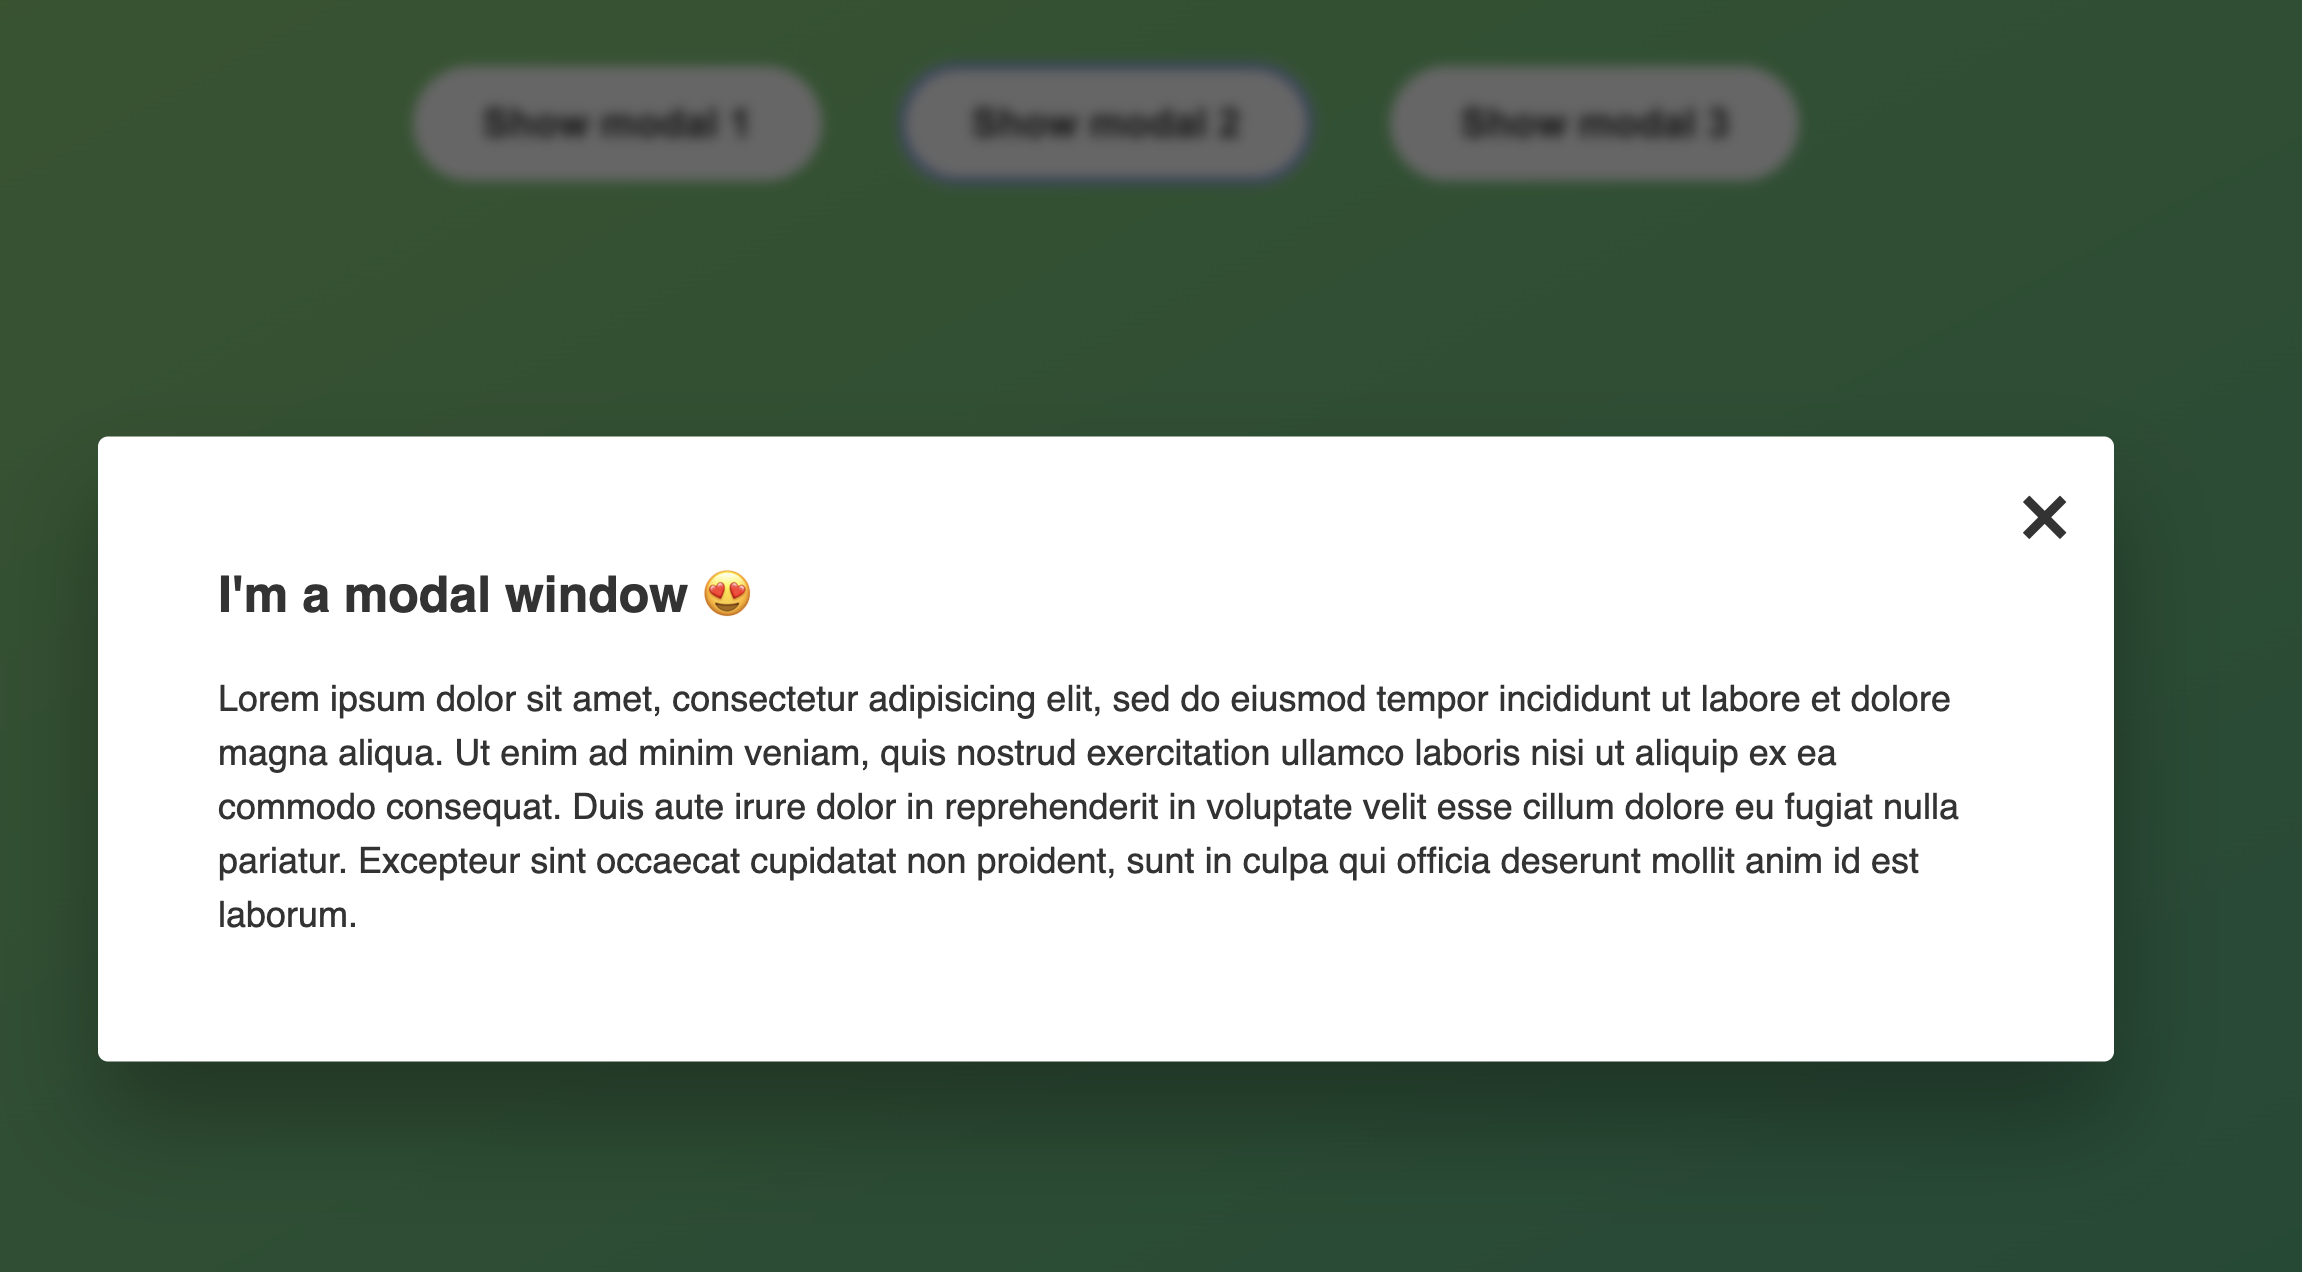 Show modal 1 Show modal 2 Show modal 3
×
I'm a modal window 😍
Lorem ipsum dolor sit amet, consectetur adipisicing elit, sed do eiusmod tempor incididunt ut labore et dolore
magna aliqua. Ut enim ad minim veniam, quis nostrud exercitation ullamco laboris nisi ut aliquip ex ea
commodo consequat. Duis aute irure dolor in reprehenderit in voluptate velit esse cillum dolore eu fugiat nulla
pariatur. Excepteur sint occaecat cupidatat non proident, sunt in culpa qui officia deserunt mollit anim id est
laborum.